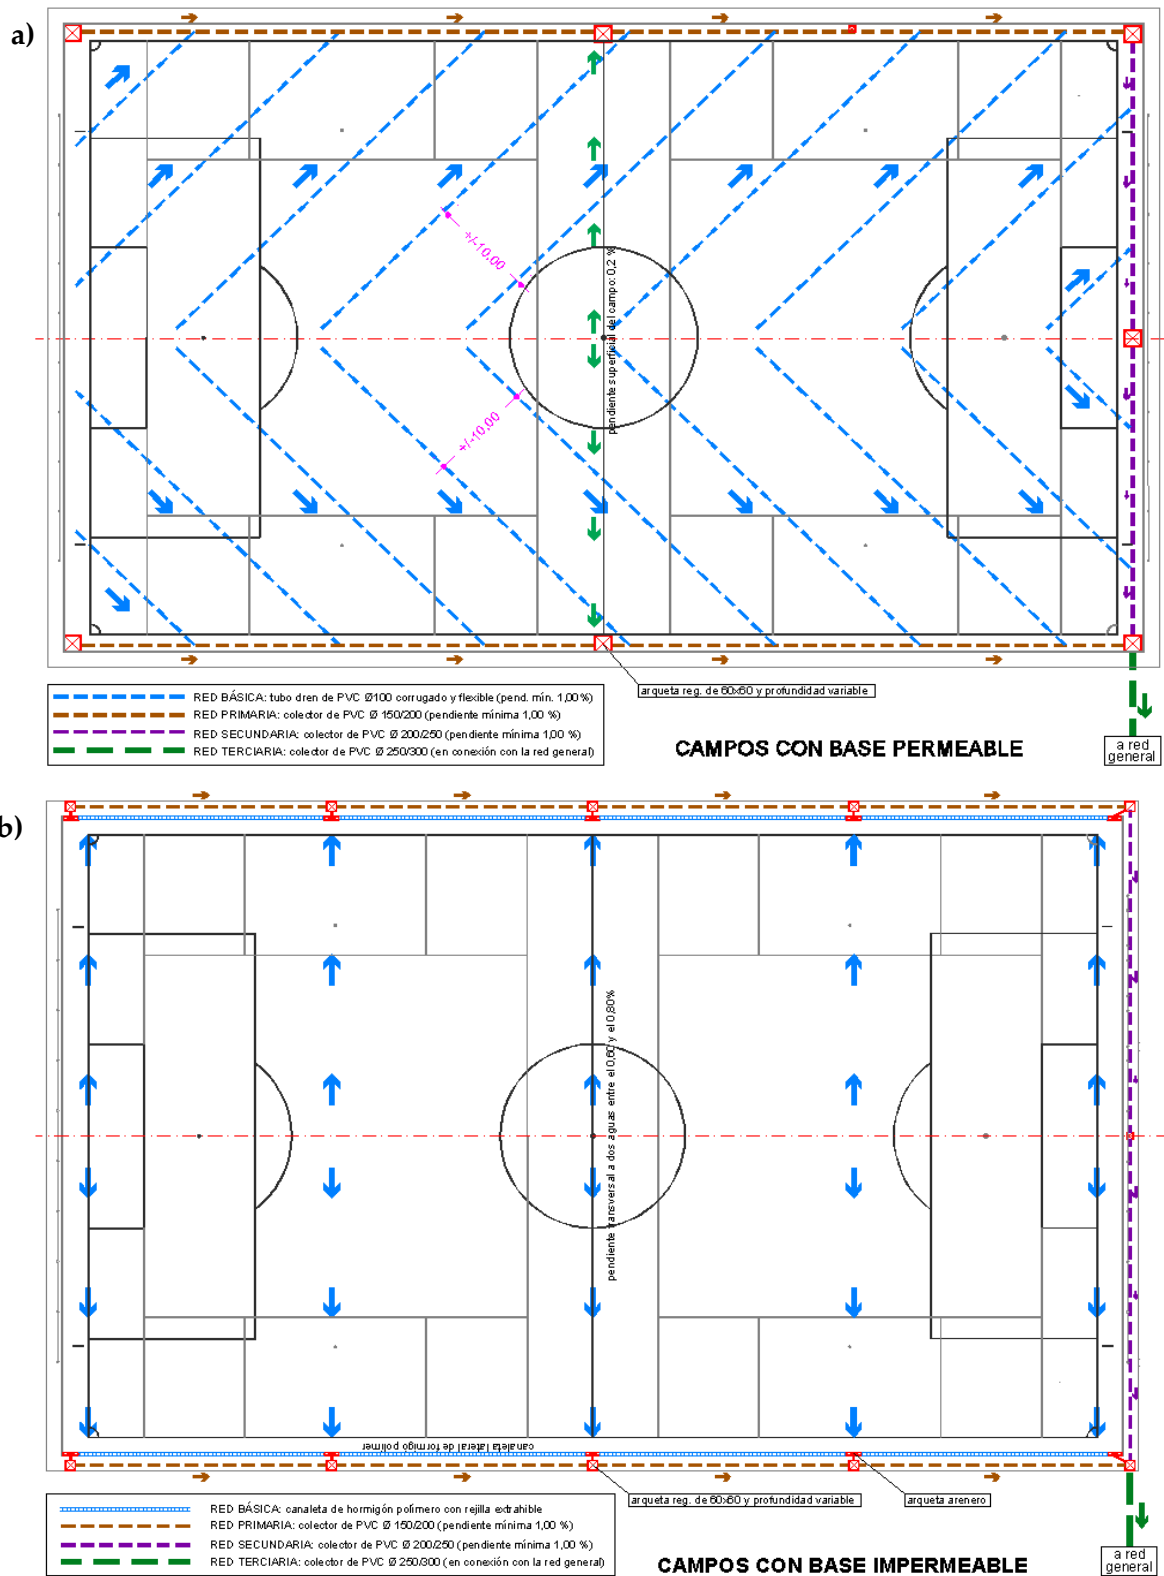 a)
+/-10,00
pendiente superficial del campo: 0,2 %
+/-10,00
arqueta reg. de 60x60 y profundidad variable
RED BÁSICA: tubo dren de PVC Ø100 corrugado y flexible (pend. mín. 1,00%)
RED PRIMARIA: colector de PVC Ø 150/200 (pendiente mínima 1,00 %)
RED SECUNDARIA: colector de PVC Ø 200/250 (pendiente mínima 1,00 %)
RED TERCIARIA: colector de PVC Ø 250/300 (en conexión con la red general)
CAMPOS CON BASE PERMEABLE
a red
general
b)
pendiente transversal a dos aguas entre el 0,60 y el 0,80%
canaleta lateral de formigo polimer
arqueta reg. de 60x60 y profundidad variable
arqueta arenero
RED BÁSICA: canaleta de hormigón polímero con rejilla extraíble
RED PRIMARIA: colector de PVC Ø 150/200 (pendiente mínima 1,00 %)
RED SECUNDARIA: colector de PVC Ø 200/250 (pendiente mínima 1,00 %)
RED TERCIARIA: colector de PVC Ø 250/300 (en conexión con la red general)
CAMPOS CON BASE IMPERMEABLE
a red
general